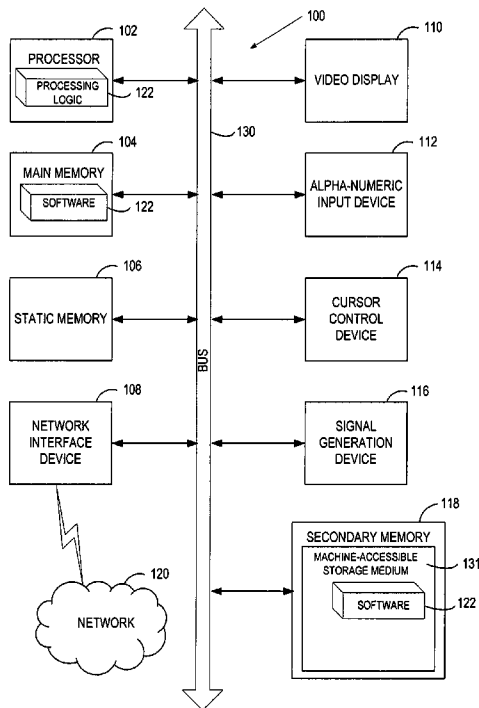 102
PROCESSOR
PROCESSING
LOGIC
122
104
MAIN MEMORY
SOFTWARE
122
106
STATIC MEMORY
108
NETWORK
INTERFACE
DEVICE
120
NETWORK
100
130
BUS
110
VIDEO DISPLAY
112
ALPHA-NUMERIC
INPUT DEVICE
114
CURSOR
CONTROL
DEVICE
116
SIGNAL
GENERATION
DEVICE
118
SECONDARY MEMORY
MACHINE-ACCESSIBLE
STORAGE MEDIUM
131
SOFTWARE
122